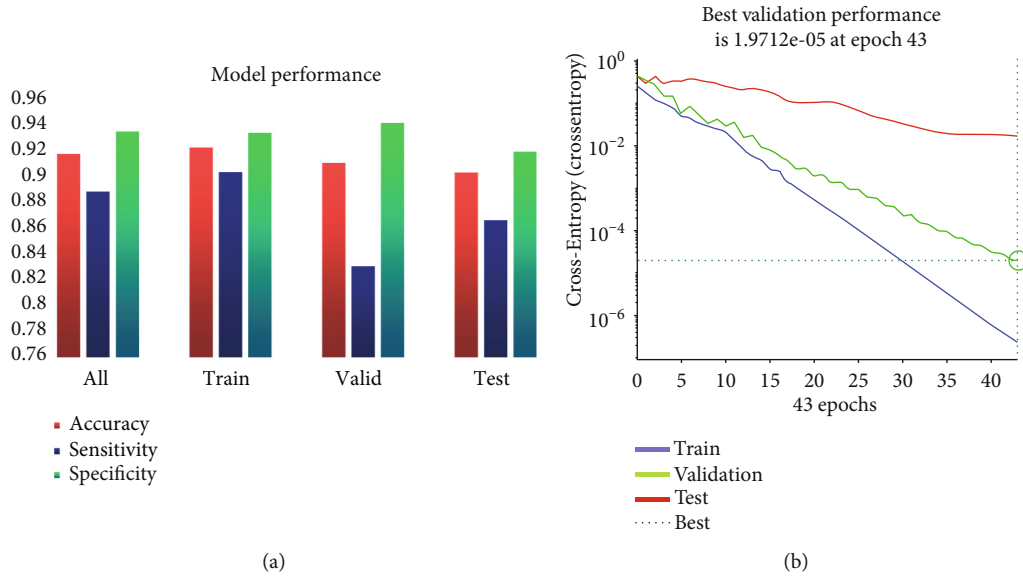 Model performance
0.96
0.94
0.92
0.9
0.88
0.86
0.84
0.82
0.8
0.78
0.76
All Train Valid Test
Accuracy
Sensitivity
Specificity
(a)
Best validation performance
is 1.9712e-05 at epoch 43
Cross-Entropy (crossentropy)
10⁰
10⁻²
10⁻⁴
10⁻⁶
0 5 10 15 20 25 30 35 40
43 epochs
Train
Validation
Test
Best
(b)